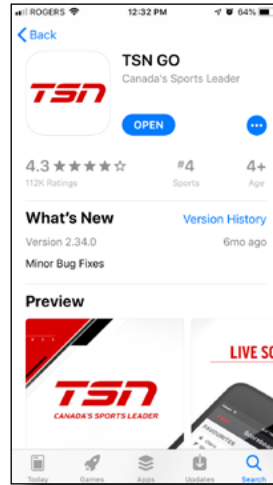 ROGERS 12:32 PM 64%
Back
TSN
TSN GO
Canada's Sports Leader
OPEN
4.3 #4 4+
112K Ratings Sports Age
What's New Version History
Version 2.34.0 6mo ago
Minor Bug Fixes
Preview
TSN
CANADA'S SPORTS LEADER
LIVE SC
FAVOURITES
Today Games Apps Updates Search